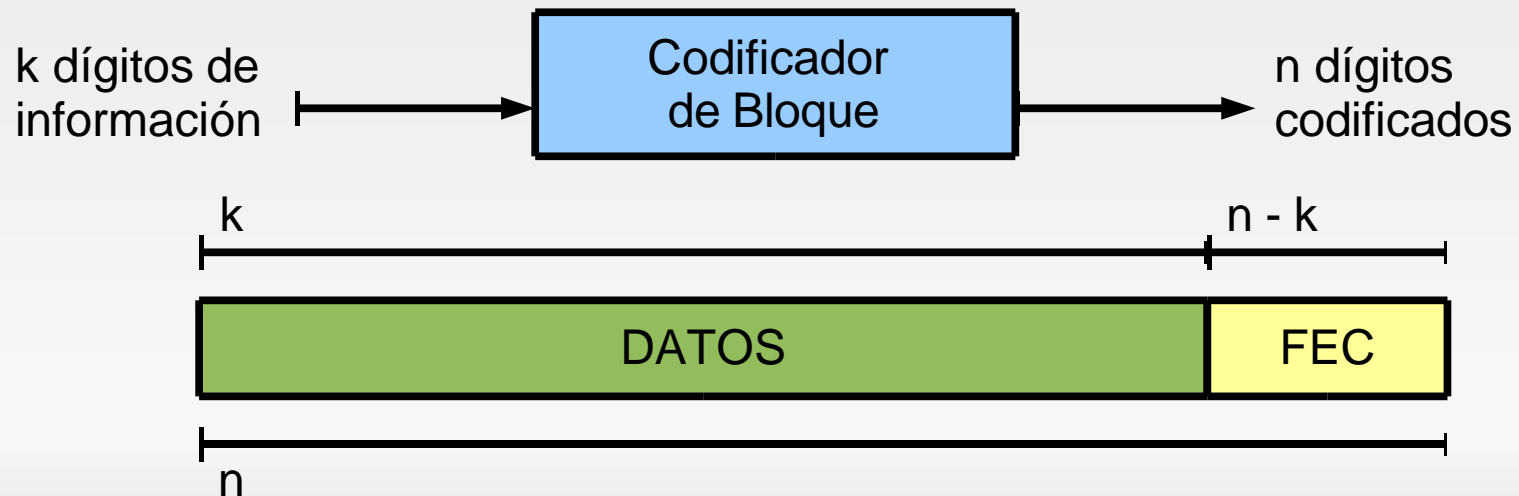 k dígitos de
información
Codificador
de Bloque
n dígitos
codificados
k
n - k
DATOS
FEC
n